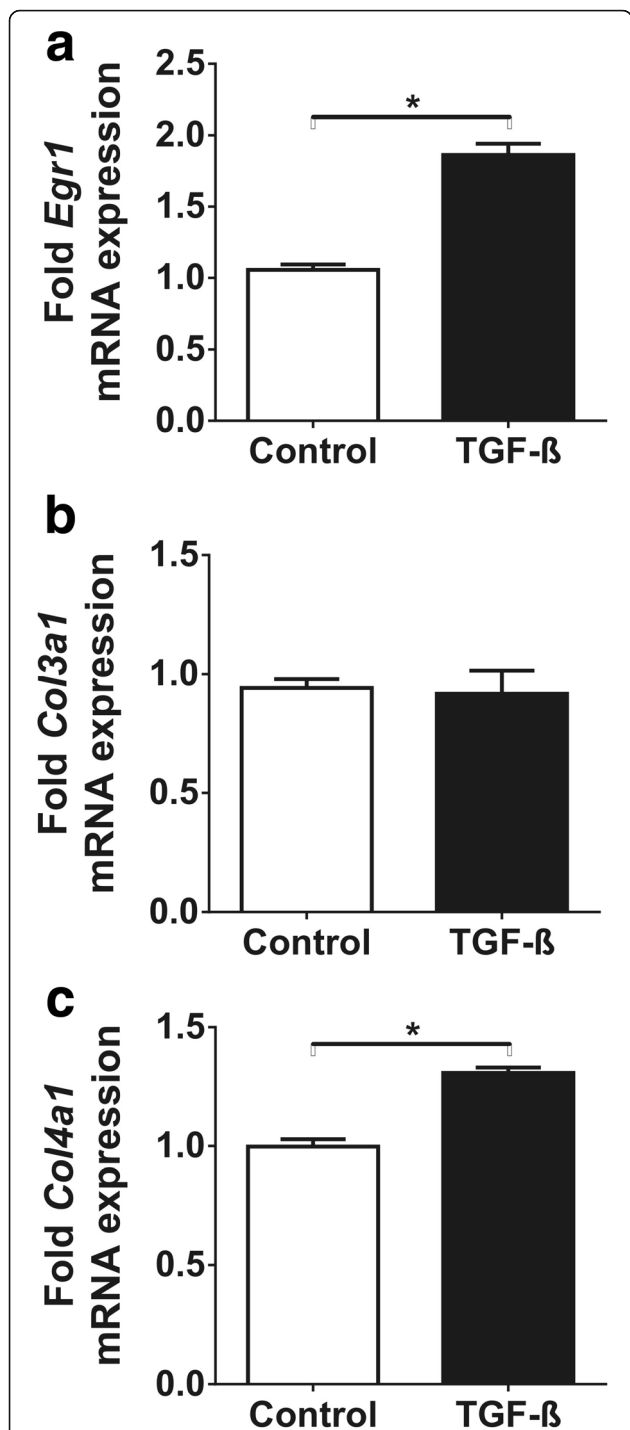 a
Fold Egr1
mRNA expression
2.5
2.0
1.5
1.0
0.5
0.0
*
Control TGF-ß
b
Fold Col3a1
mRNA expression
1.5
1.0
0.5
0.0
Control TGF-ß
c
Fold Col4a1
mRNA expression
1.5
1.0
0.5
0.0
*
Control TGF-ß